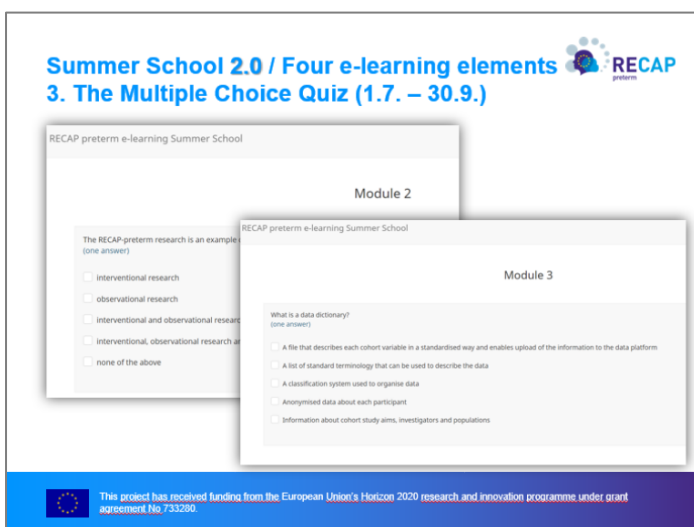 Summer School 2.0 / Four e-learning elements
3. The Multiple Choice Quiz (1.7. – 30.9.)
RECAP
preterm
RECAP preterm e-learning Summer School
Module 2
The RECAP-preterm research is an example
(one answer)
interventional research
observational research
interventional and observational
interventional, observational research
none of the above
RECAP preterm e-learning Summer School
Module 3
What is a data dictionary?
(one answer)
A file that describes each cohort variable in a standardised way and enables upload of the information to the data platform
A list of standard terminology that can be used to describe the data
A classification system used to organise data
Anonymised data about each participant
Information about cohort study aims, investigators and populations
This project has received funding from the European Union's Horizon 2020 research and innovation programme under grant
agreement No 733280.